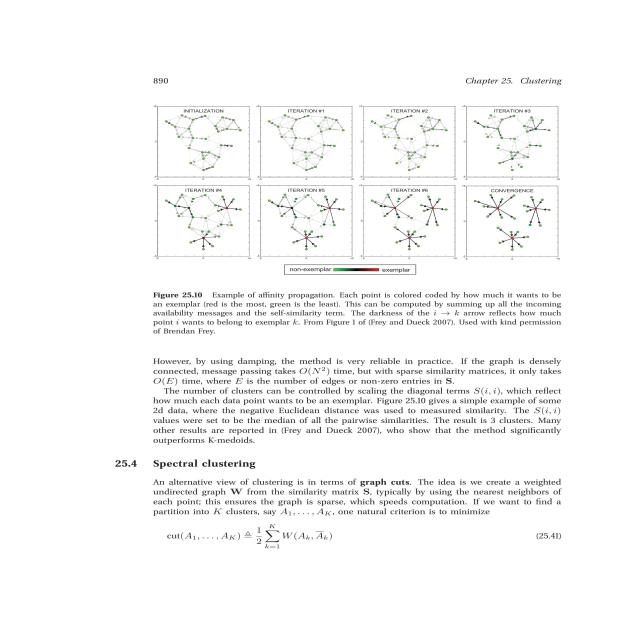 890
Chapter 25. Clustering
INITIALIZATION
ITERATION #1
ITERATION #2
ITERATION #3
ITERATION #4
ITERATION #5
ITERATION #6
CONVERGENCE
non-exemplar
exemplar
Figure 25.10 Example of affinity propagation. Each point is colored coded by how much it wants to be
an exemplar (red is the most, green is the least). This can be computed by summing up all the incoming
availability messages and the self-similarity term. The darkness of the i → k arrow reflects how much
point i wants to belong to exemplar k. From Figure 1 of (Frey and Dueck 2007). Used with kind permission
of Brendan Frey.
However, by using damping, the method is very reliable in practice. If the graph is densely
connected, message passing takes O(N²) time, but with sparse similarity matrices, it only takes
O(E) time, where E is the number of edges or non-zero entries in S.
The number of clusters can be controlled by scaling the diagonal terms S(i, i), which reflect
how much each data point wants to be an exemplar. Figure 25.10 gives a simple example of some
2d data, where the negative Euclidean distance was used to measured similarity. The S(i, i)
values were set to be the median of all the pairwise similarities. The result is 3 clusters. Many
other results are reported in (Frey and Dueck 2007), who show that the method significantly
outperforms K-medoids.
25.4 Spectral clustering
An alternative view of clustering is in terms of graph cuts. The idea is we create a weighted
undirected graph W from the similarity matrix S, typically by using the nearest neighbors of
each point; this ensures the graph is sparse, which speeds computation. If we want to find a
partition into K clusters, say A₁, . . . , A_K, one natural criterion is to minimize
cut(A₁, . . . , A_K) ≜ 1/2 ∑_{k=1}^{K} W(A_k, A̅_k) (25.41)